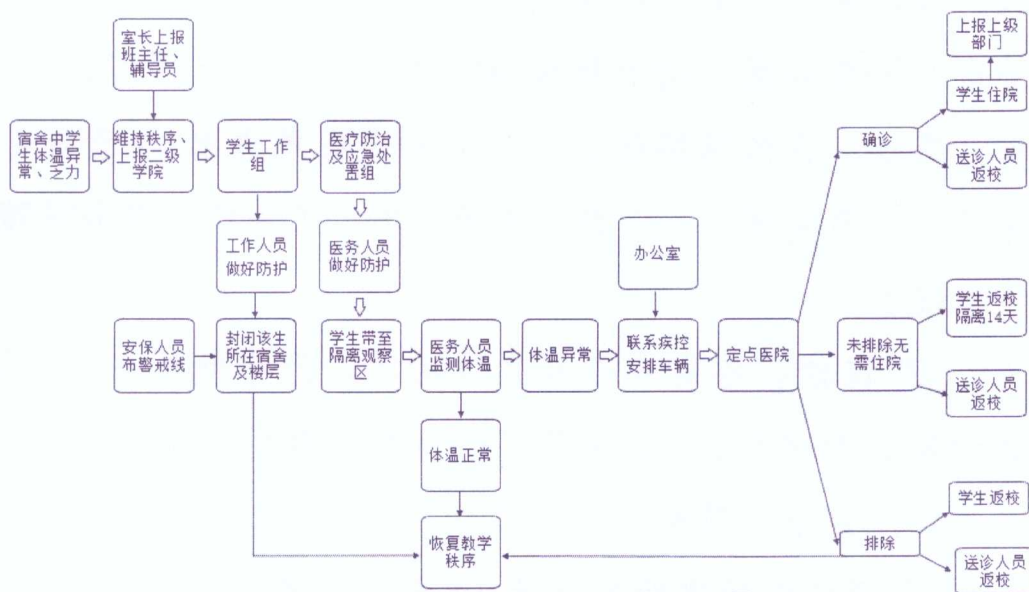 室长上报
班主任、
辅导员
上报上级
部门
学生住院
宿舍中学
生体温异
常、乏力
维持秩序、
上报二级
学院
学生工作
组
医疗防治
及应急处
置组
确诊
送诊人员
返校
工作人员
做好防护
医务人员
做好防护
办公室
学生返校
隔离14天
安保人员
布警戒线
封闭该生
所在宿舍
及楼层
学生带至
隔离观察
区
医务人员
监测体温
体温异常
联系疾控
安排车辆
定点医院
未排除无
需住院
送诊人员
返校
体温正常
学生返校
恢复教学
秩序
排除
送诊人员
返校